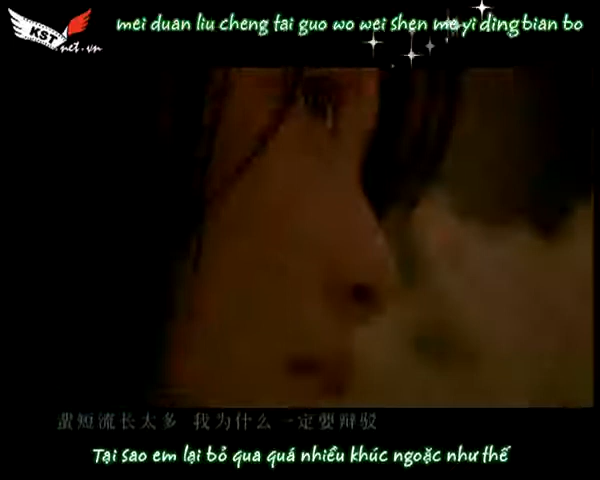 mei duan liu cheng tai guo wo wei shen me yi ding bian bo
KST
net.vn
短流长太多 我为什么一定要辩驳
Tại sao em lại bỏ qua quá nhiều khúc ngoặc như thế